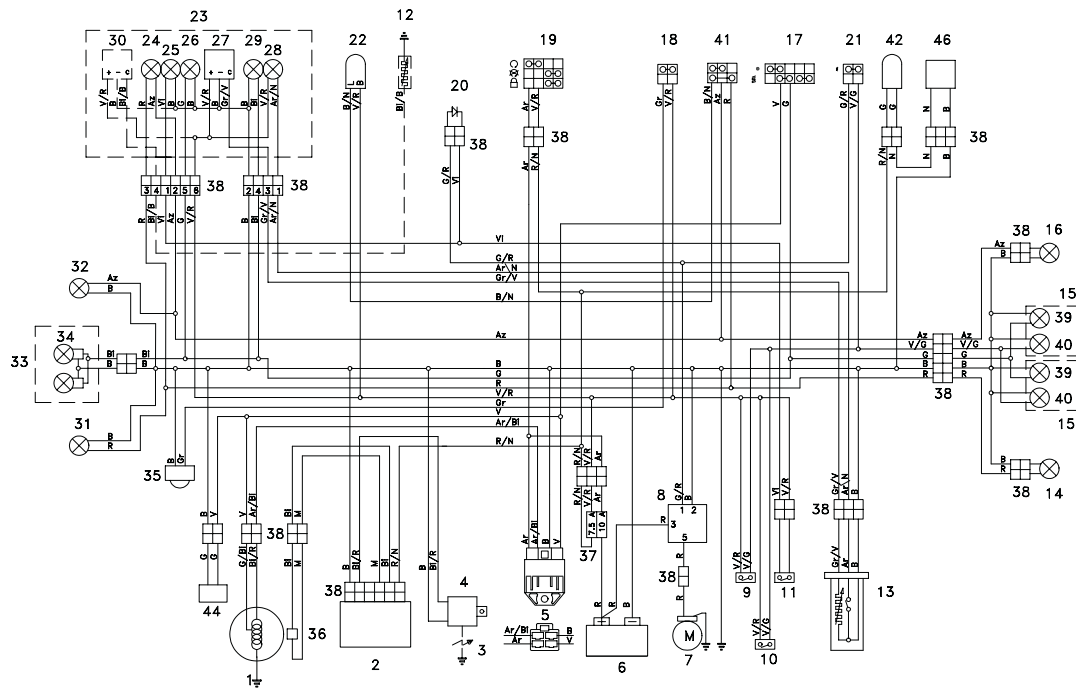 23
12
30 24 25 26 27 29 28
22
19
18 41 17 21 42 46
20
+ - C
+ - C
V/R B Bl/B R Az Vl B G V/R B Gr/V B Bl V/R Ar/N
Bl/B
L B
B/N V/R
Ar V/R
Gr V/R
B/N Az R
V G
G/R V/G
G G
N B
38
38
38
38
Ar R/N
R/N N
N B
G/R Vl
3 4 1 2 5 6
38
2 4 3 1
38
R Bl/B Vl Az G V/R
B Bl Gr/V Ar/N
Vl
G/R
Ar\N
Gr/V
B/N
38 16
Az
B
32
Az
B
33
34
Bl
B
Bl
B
Az
B
G
R
V/R
Gr
V
Ar/Bl
R/N
Az
V/G
G
B
R
Az
V/G
G
B
R
38
15
39
40
39
40
15
31
B
R
B
R
38
14
35
B Gr
B V
V Ar/Bl
Bl M
38
G G
G/Bl Bl/R
Bl M
44
1
36
B Bl/R M Bl R/N
38
2
B Bl/R
4
3
Ar Ar/Bl B V
5
Ar/Bl
Ar
B
V
R/N V/R Ar
R/N V/R Ar
7.5 A
10 A
37
R R B
6
8
G/R B
1 2
3
5
R
R
38
R
M
7
V/R V/G
9
V/R V/G
10
Vl V/R
11
Gr/V Ar\N B
38
Gr/V Ar B
13